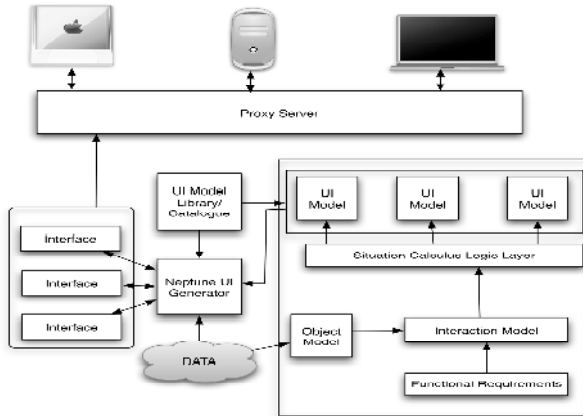 Proxy Server
UI Model
Library/
Catalogue
UI
Model
UI
Model
UI
Model
Interface
Interface
Interface
Neptune UI
Generator
Situation Calculus Logic Layer
DATA
Object
Model
Interaction Model
Functional Requirements